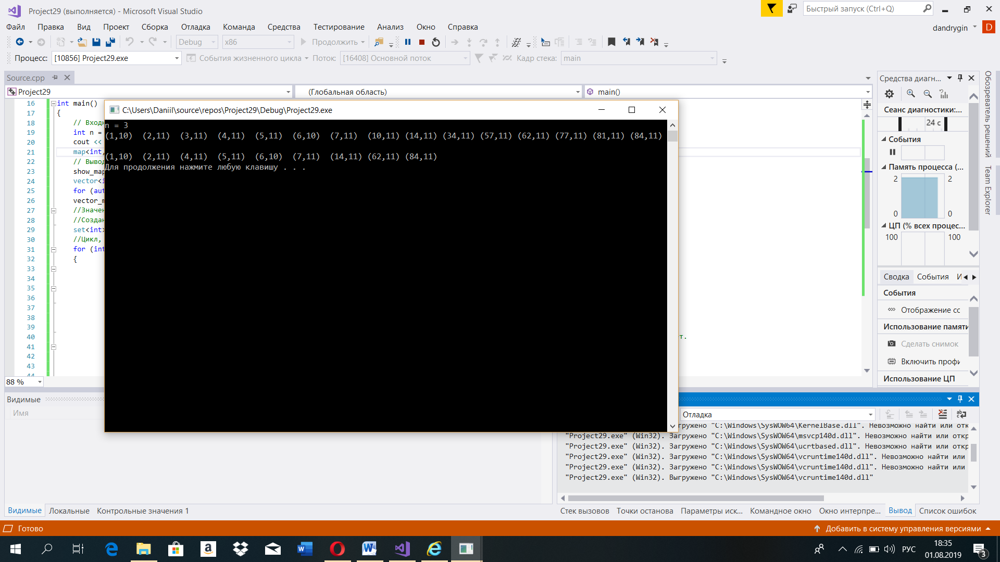 Project29 (выполняется) - Microsoft Visual Studio
Быстрый запуск (Ctrl+Q)
Файл Правка Вид Проект Сборка Отладка Команда Средства Тестирование Анализ Окно Справка
dandrygin D
Debug x86 Продолжить
Процесс: [10856] Project29.exe События жизненного цикла Поток: [16408] Основной поток Кадр стека: main
Source.cpp
Project29 (Глобальная область) main()
16 int main()
17 {
18 // Входн
19 int n =
20 cout <<
21 map<int,
22 // Вывод
23 show_map
24 vector<i
25 for (aut
26 vector_m
27 //Значен
28 //Создан
29 set<int>
30 //Цикл,
31 for (int
32 {
33
34
35
36
37
38
39
40 т.
41
42
43
44
88 %
C:\Users\Daniil\source\repos\Project29\Debug\Project29.exe
n = 3
(1,10) (2,11) (3,11) (4,11) (5,11) (6,10) (7,11) (10,11) (14,11) (34,11) (57,11) (62,11) (77,11) (81,11) (84,11)
(1,10) (2,11) (4,11) (5,11) (6,10) (7,11) (14,11) (62,11) (84,11)
Для продолжения нажмите любую клавишу . . .
Средства диагн...
Сеанс диагностики:...
24 с
События
Память процесса (...
2 2
0 0
ЦП (% всех процес...
100 100
Сводка События И
События
Отображение сс
Использование памяти
Сделать снимок
Включить профи
Использование ЦП
Обозреватель решений
Team Explorer
Видимые
Имя
Видимые Локальные Контрольные значения 1
Отладка
гружено "C:\Windows\SysWOW64\KernelBase.dll". Невозможно найти или отк
"Project29.exe" (Win32). Загружено "C:\Windows\SysWOW64\msvcp140d.dll". Невозможно найти или откр
"Project29.exe" (Win32). Загружено "C:\Windows\SysWOW64\ucrtbased.dll". Невозможно найти или откр
"Project29.exe" (Win32). Загружено "C:\Windows\SysWOW64\vcruntime140d.dll". Невозможно найти или
"Project29.exe" (Win32). Загружено "C:\Windows\SysWOW64\vcruntime140d.dll". Невозможно найти или
"Project29.exe" (Win32). Выгружено "C:\Windows\SysWOW64\vcruntime140d.dll"
Стек вызовов Точки останова Параметры иск... Командное окно Окно интерпре... Вывод Список ошибок
Готово
Добавить в систему управления версиями
РУС
18:35
01.08.2019
3